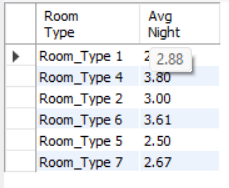 Room Type Avg Night
Room_Type 1 2.88
Room_Type 4 3.80
Room_Type 2 3.00
Room_Type 6 3.61
Room_Type 5 2.50
Room_Type 7 2.67